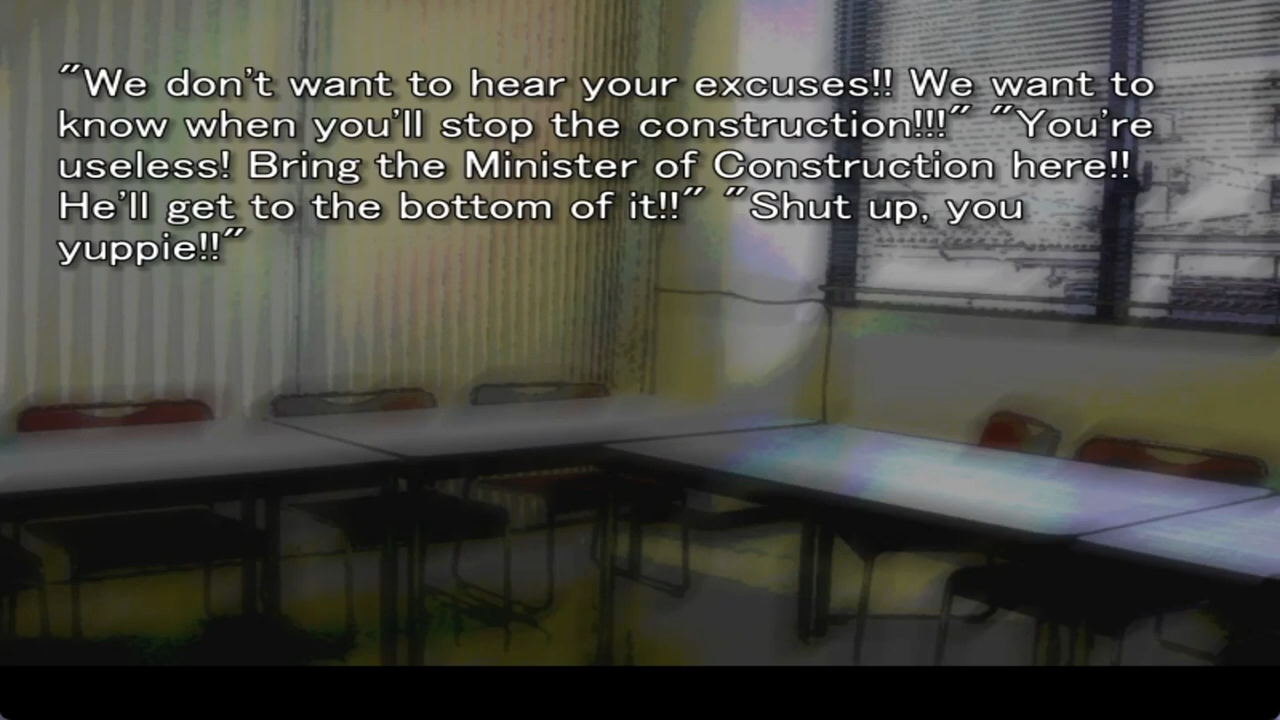 "We don't want to hear your excuses!! We want to
know when you'll stop the construction!!!" "You're
useless! Bring the Minister of Construction here!!
He'll get to the bottom of it!!" "Shut up, you
yuppie!!"